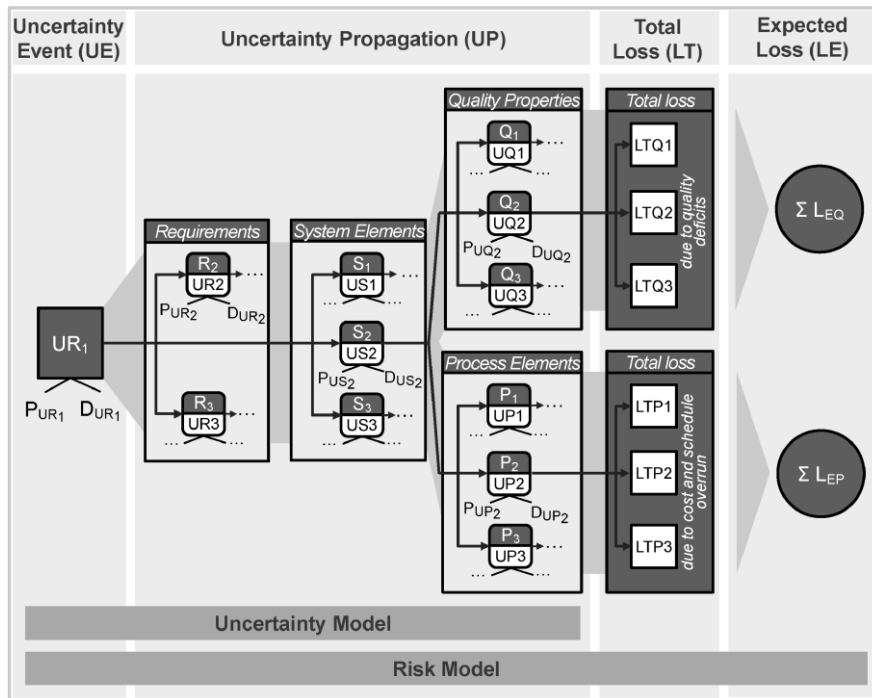 Uncertainty
Event (UE)
Uncertainty Propagation (UP)
Total
Loss (LT)
Expected
Loss (LE)
Quality Properties
Q1
UQ1
...
... ...
Q2
UQ2
PUQ2 DUQ2
Q3
UQ3
...
... ...
Total loss
LTQ1
LTQ2
LTQ3
due to quality
deficits
Σ LEQ
Requirements
R2
UR2
...
PUR2 DUR2
R3
UR3
...
... ...
System Elements
S1
US1
...
... ...
S2
US2
PUS2 DUS2
S3
US3
...
... ...
UR1
PUR1 DUR1
Process Elements
P1
UP1
...
... ...
P2
UP2
PUP2 DUP2
P3
UP3
...
... ...
Total loss
LTP1
LTP2
LTP3
due to cost and schedule
overrun
Σ LEP
Uncertainty Model
Risk Model